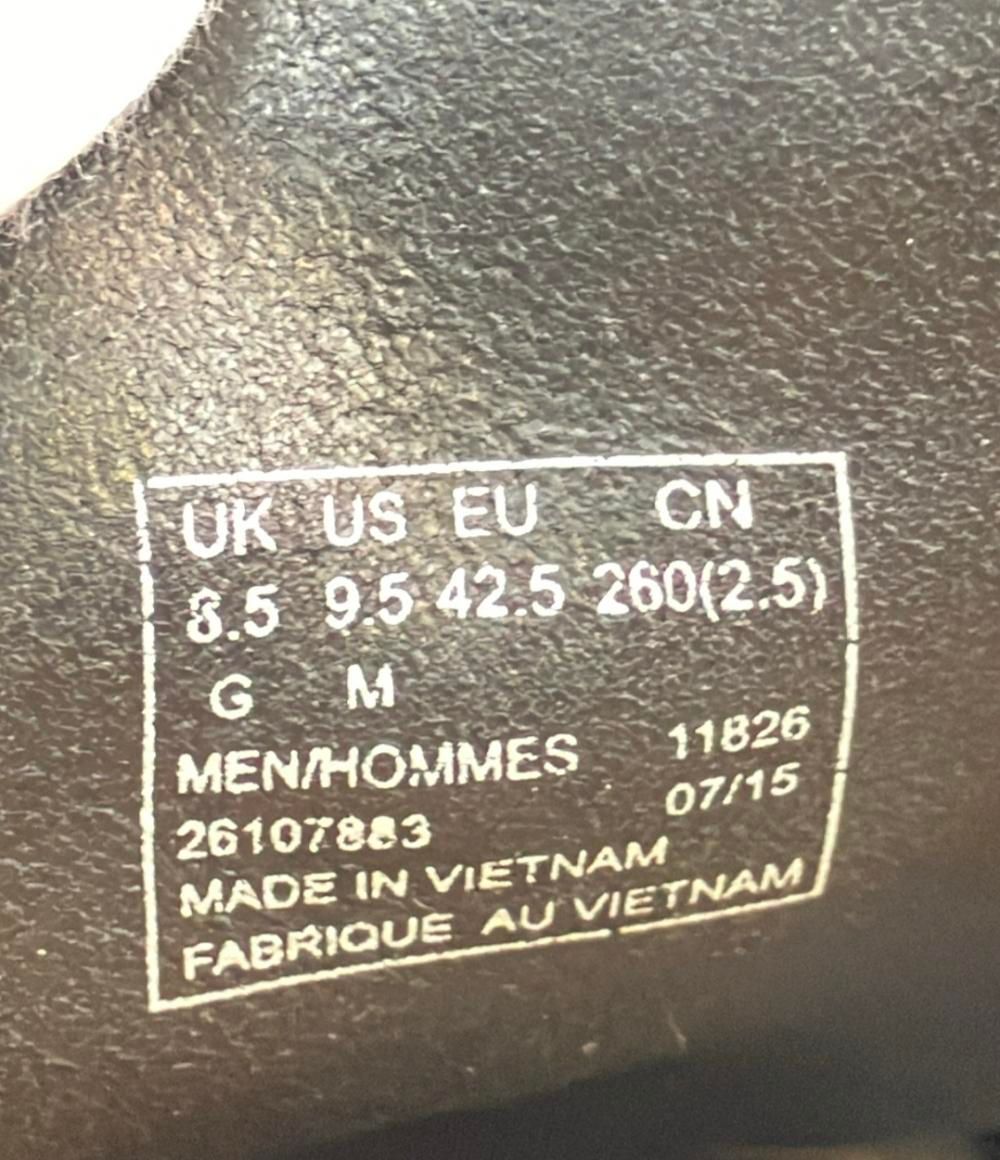 UK US EU CN
8.5 9.5 42.5 260(2.5)
G M
MEN/HOMMES 11826
26107883 07/15
MADE IN VIETNAM
FABRIQUE AU VIETNAM